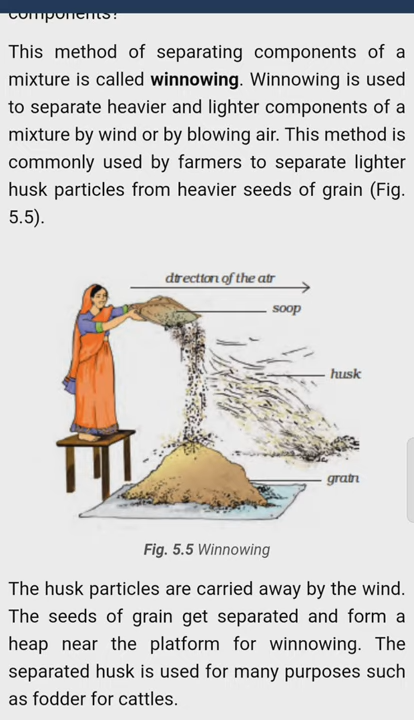 components?
This method of separating components of a
mixture is called winnowing. Winnowing is used
to separate heavier and lighter components of a
mixture by wind or by blowing air. This method is
commonly used by farmers to separate lighter
husk particles from heavier seeds of grain (Fig.
5.5).
direction of the air
soop
husk
grain
Fig. 5.5 Winnowing
The husk particles are carried away by the wind.
The seeds of grain get separated and form a
heap near the platform for winnowing. The
separated husk is used for many purposes such
as fodder for cattles.